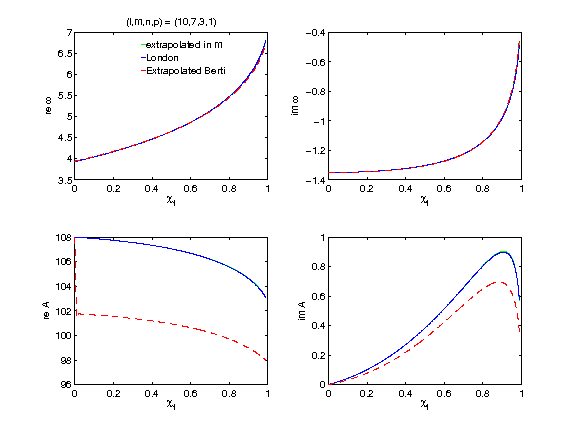 (l,m,n,p) = (10,7,3,1)
extrapolated in m
London
Extrapolated Berti
re ω
7
6.5
6
5.5
5
4.5
4
3.5
0 0.2 0.4 0.6 0.8 1
χf
im ω
−0.4
−0.6
−0.8
−1
−1.2
−1.4
0 0.2 0.4 0.6 0.8 1
χf
re A
108
106
104
102
100
98
96
0 0.2 0.4 0.6 0.8 1
χf
im A
1
0.8
0.6
0.4
0.2
0
0 0.2 0.4 0.6 0.8 1
χf